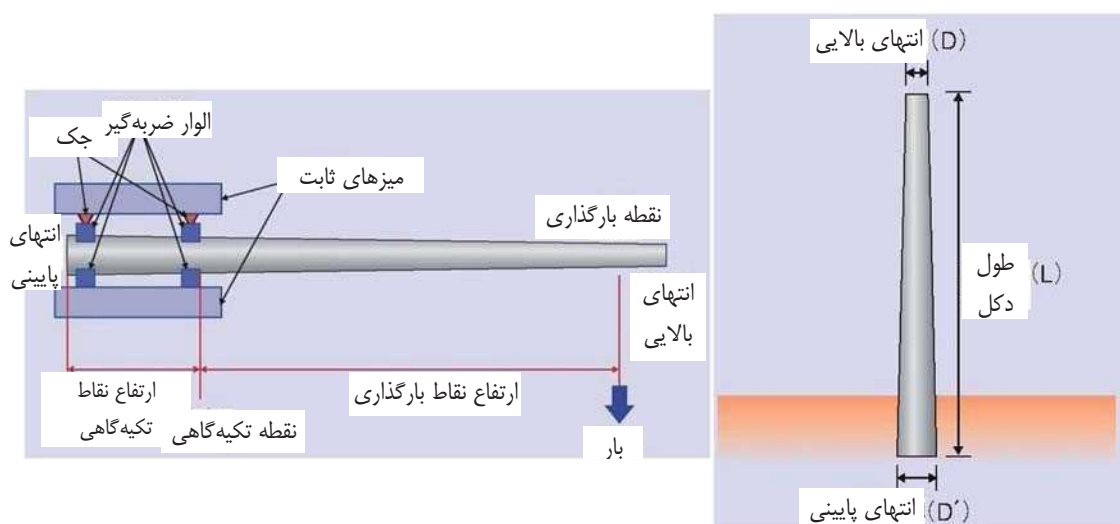 الوار ضربه‌گیر
جک
میزهای ثابت
نقطه بارگذاری
انتهای
پایینی
انتهای
بالایی
ارتفاع نقاط بارگذاری
ارتفاع نقاط
تکیه‌گاهی
نقطه تکیه‌گاهی
بار
انتهای بالایی (D)
طول
دکل
(L)
انتهای پایینی (D′)